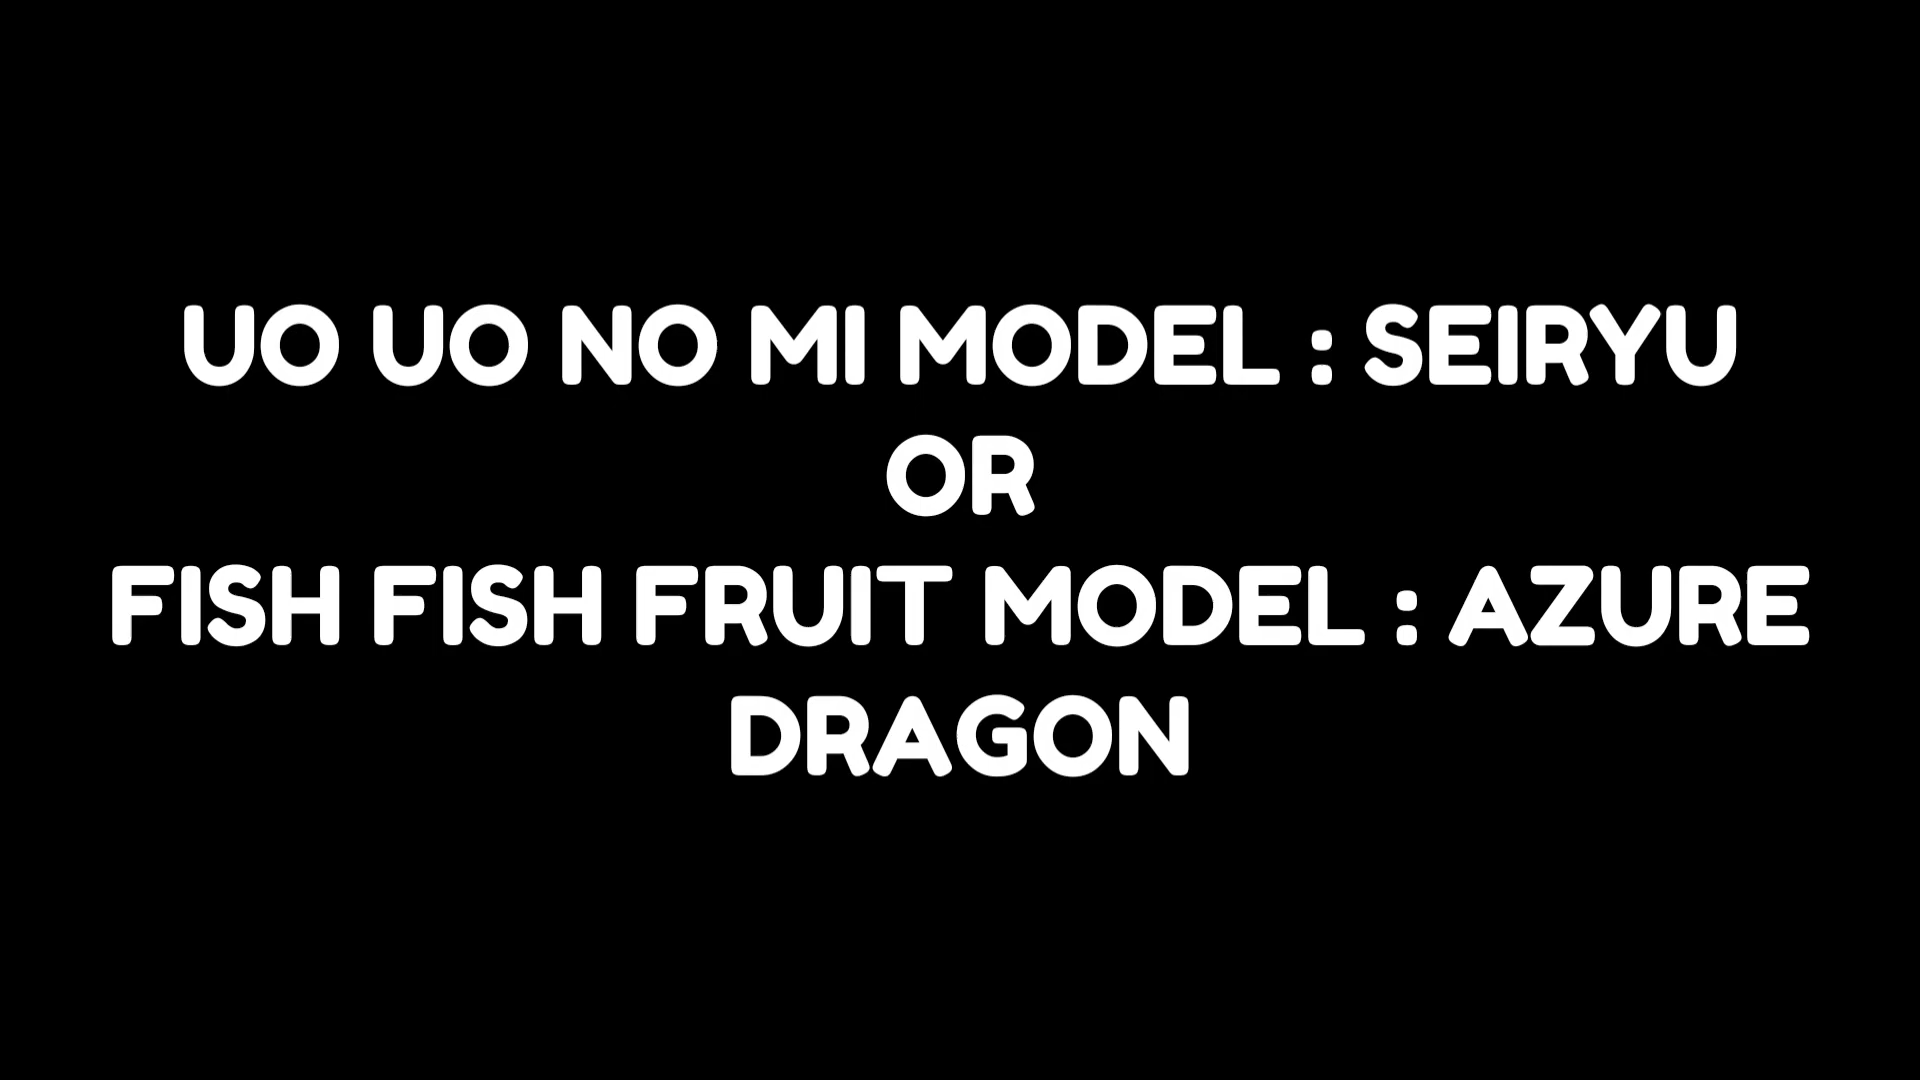 UO UO NO MI MODEL : SEIRYU
OR
FISH FISH FRUIT MODEL : AZURE
DRAGON